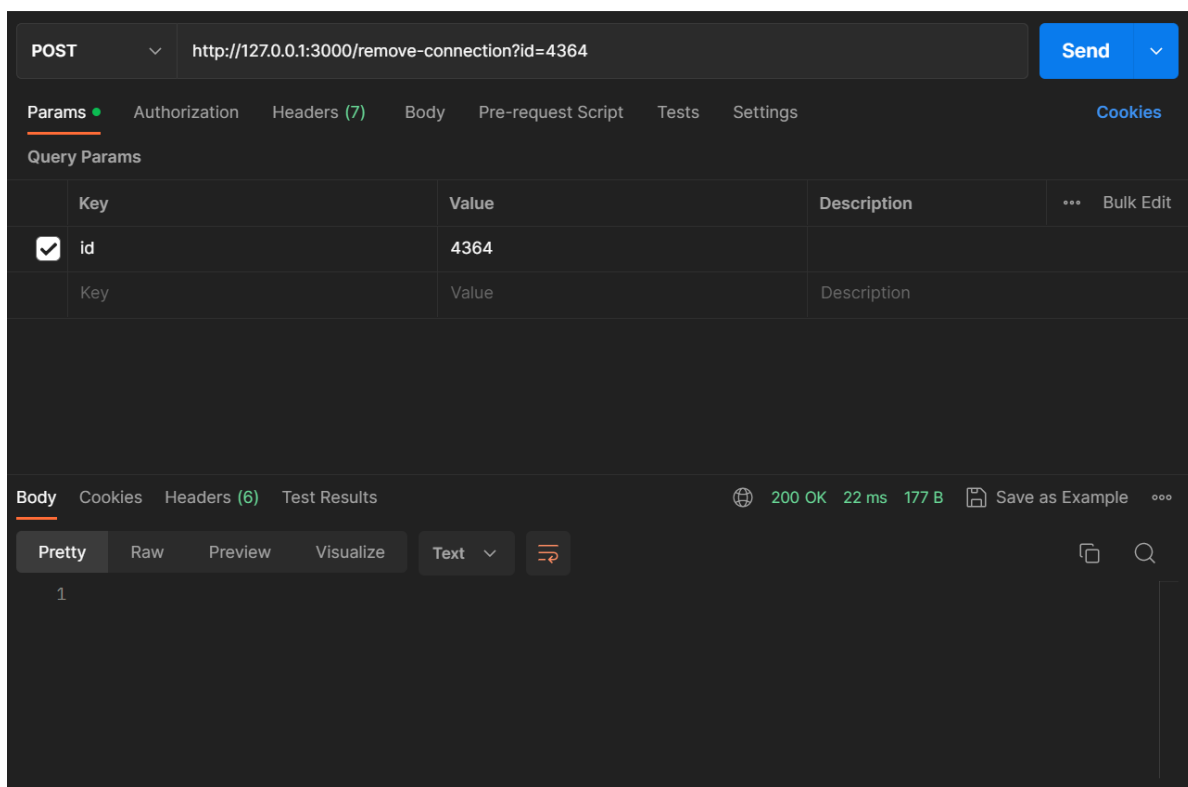 POST http://127.0.0.1:3000/remove-connection?id=4364 Send
Params Authorization Headers (7) Body Pre-request Script Tests Settings Cookies
Query Params
Key Value Description Bulk Edit
id 4364
Key Value Description
Body Cookies Headers (6) Test Results 200 OK 22 ms 177 B Save as Example
Pretty Raw Preview Visualize Text
1